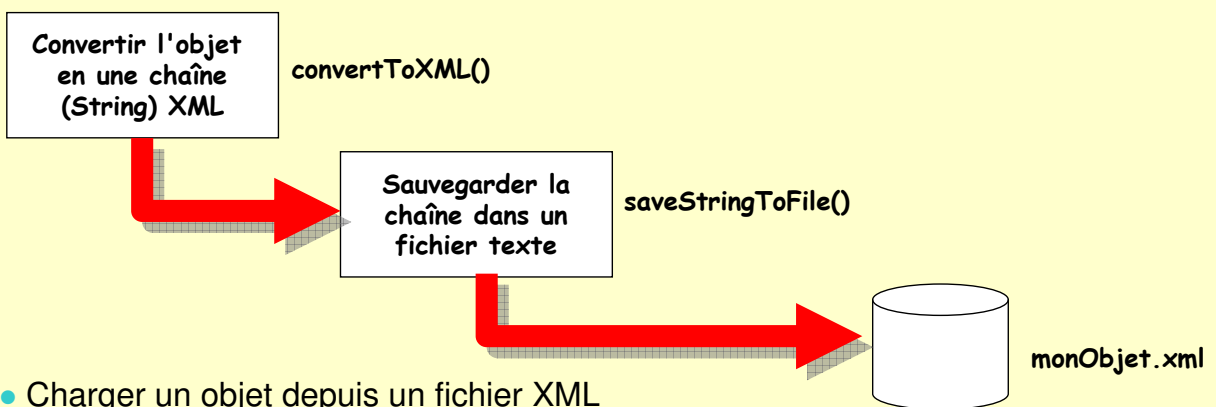 Convertir l'objet
en une chaîne
(String) XML
convertToXML()
Sauvegarder la
chaîne dans un
fichier texte
saveStringToFile()
monObjet.xml
• Charger un objet depuis un fichier XML